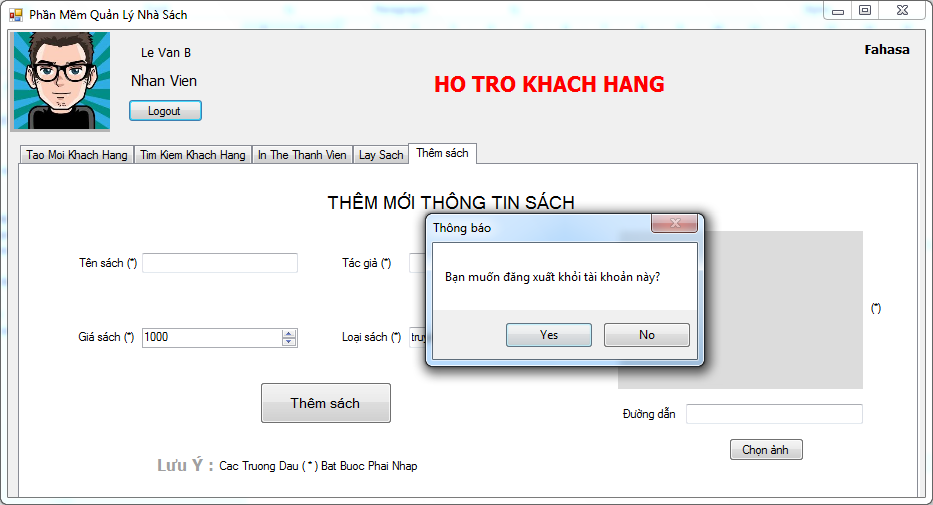 Phần Mềm Quản Lý Nhà Sách
Le Van B
Nhan Vien
Logout
HO TRO KHACH HANG
Fahasa
Tao Moi Khach Hang
Tim Kiem Khach Hang
In The Thanh Vien
Lay Sach
Thêm sách
THÊM MỚI THÔNG TIN SÁCH
Thông báo
Bạn muốn đăng xuất khỏi tài khoản này?
Yes
No
Tên sách (*)
Tác giả (*)
(*)
Giá sách (*)
1000
Loại sách (*)
Thêm sách
Đường dẫn
Chọn ảnh
Lưu Ý : Cac Truong Dau ( * ) Bat Buoc Phai Nhap